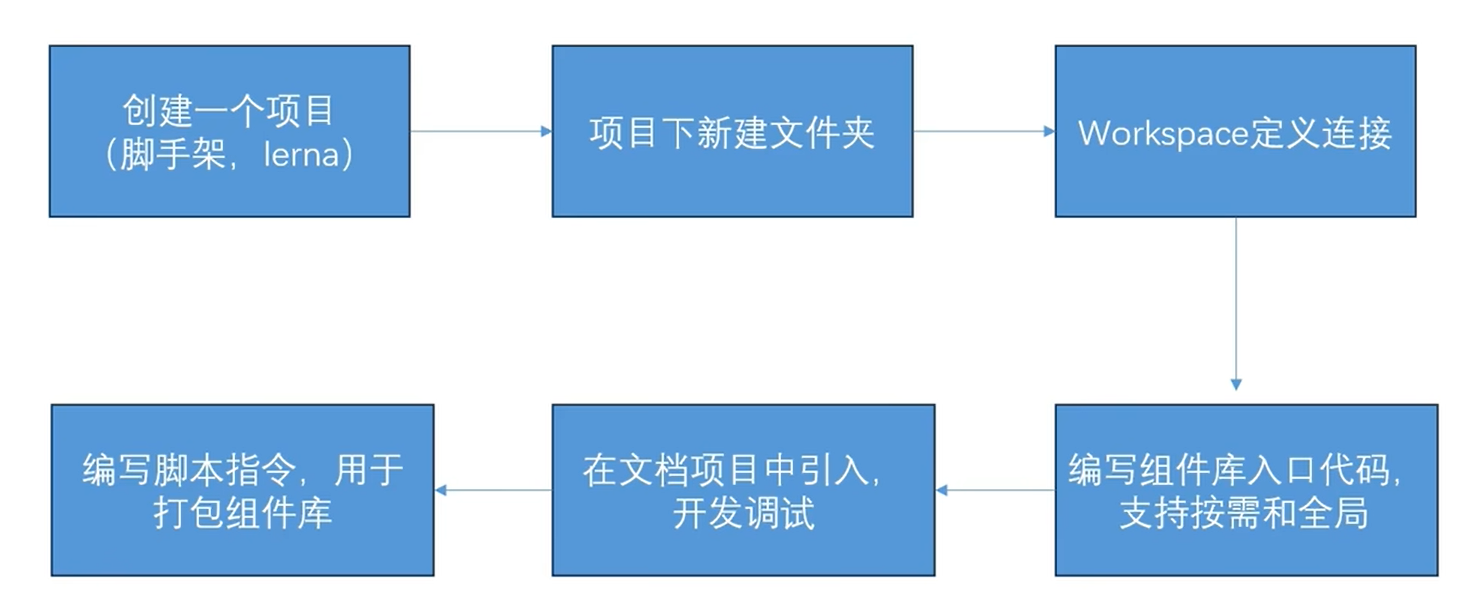 创建一个项目
（脚手架，lerna）
项目下新建文件夹
Workspace定义连接
编写组件库入口代码，
支持按需和全局
在文档项目中引入，
开发调试
编写脚本指令，用于
打包组件库